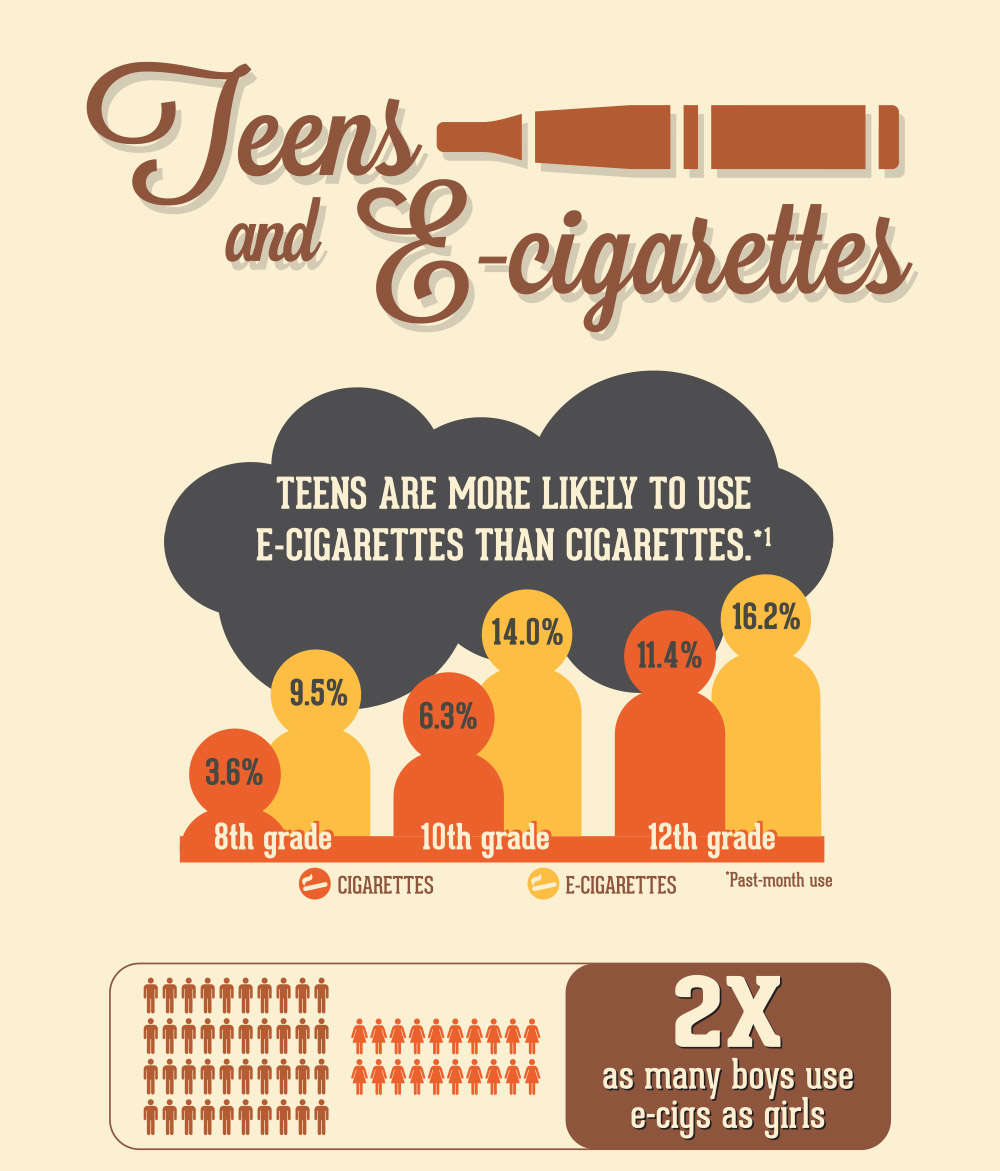 Teens
and E-cigarettes
TEENS ARE MORE LIKELY TO USE
E-CIGARETTES THAN CIGARETTES.*1
3.6%
9.5%
6.3%
14.0%
11.4%
16.2%
8th grade
10th grade
12th grade
CIGARETTES
E-CIGARETTES
*Past-month use
2X
as many boys use
e-cigs as girls